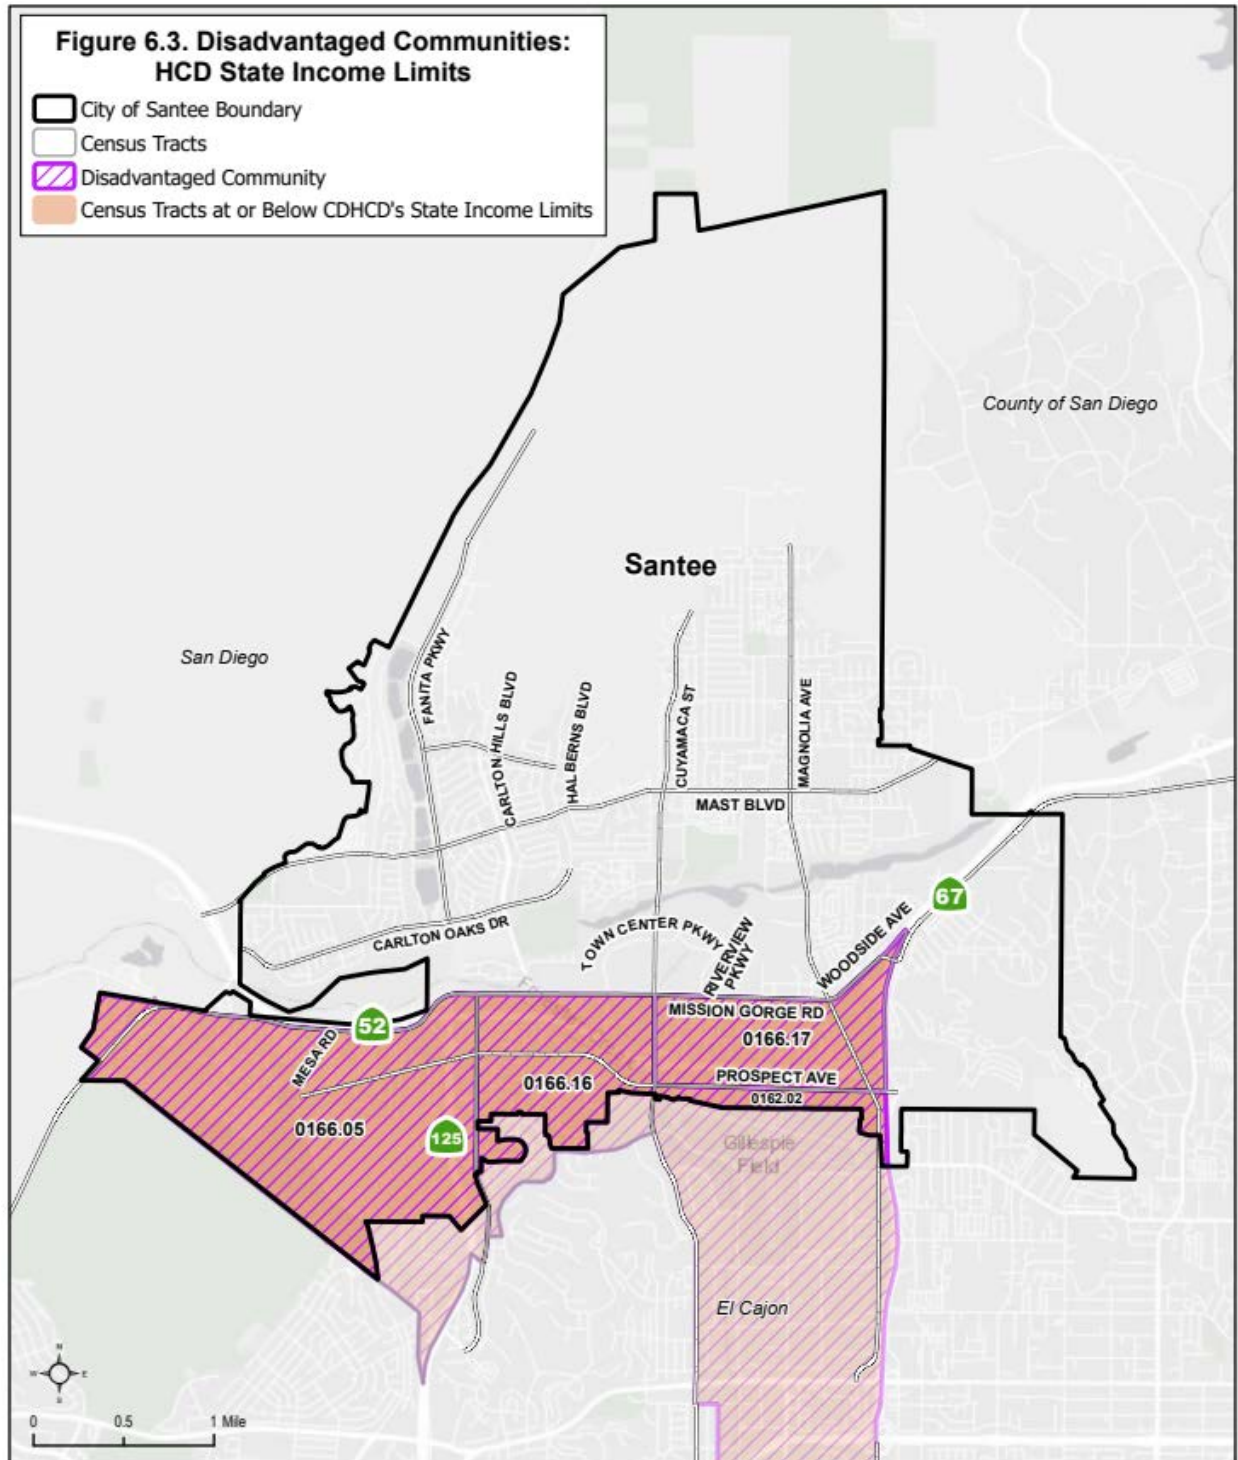 Figure 6.3. Disadvantaged Communities:
HCD State Income Limits
City of Santee Boundary
Census Tracts
Disadvantaged Community
Census Tracts at or Below CDHCD's State Income Limits
County of San Diego
Santee
San Diego
FANITA PKWY
CARLTON HILLS BLVD
HALBERNS BLVD
CUYAMACA ST
MAGNOLIA AVE
MAST BLVD
67
WOODSIDE AVE
CARLTON OAKS DR
TOWN CENTER PKWY
RIVERVIEW
PKWY
MISSION GORGE RD
52
MESA RD
0166.17
0166.16
PROSPECT AVE
0162.02
0166.05
125
Gillespie
Field
El Cajon
N
W E
S
0 0.5 1 Mile